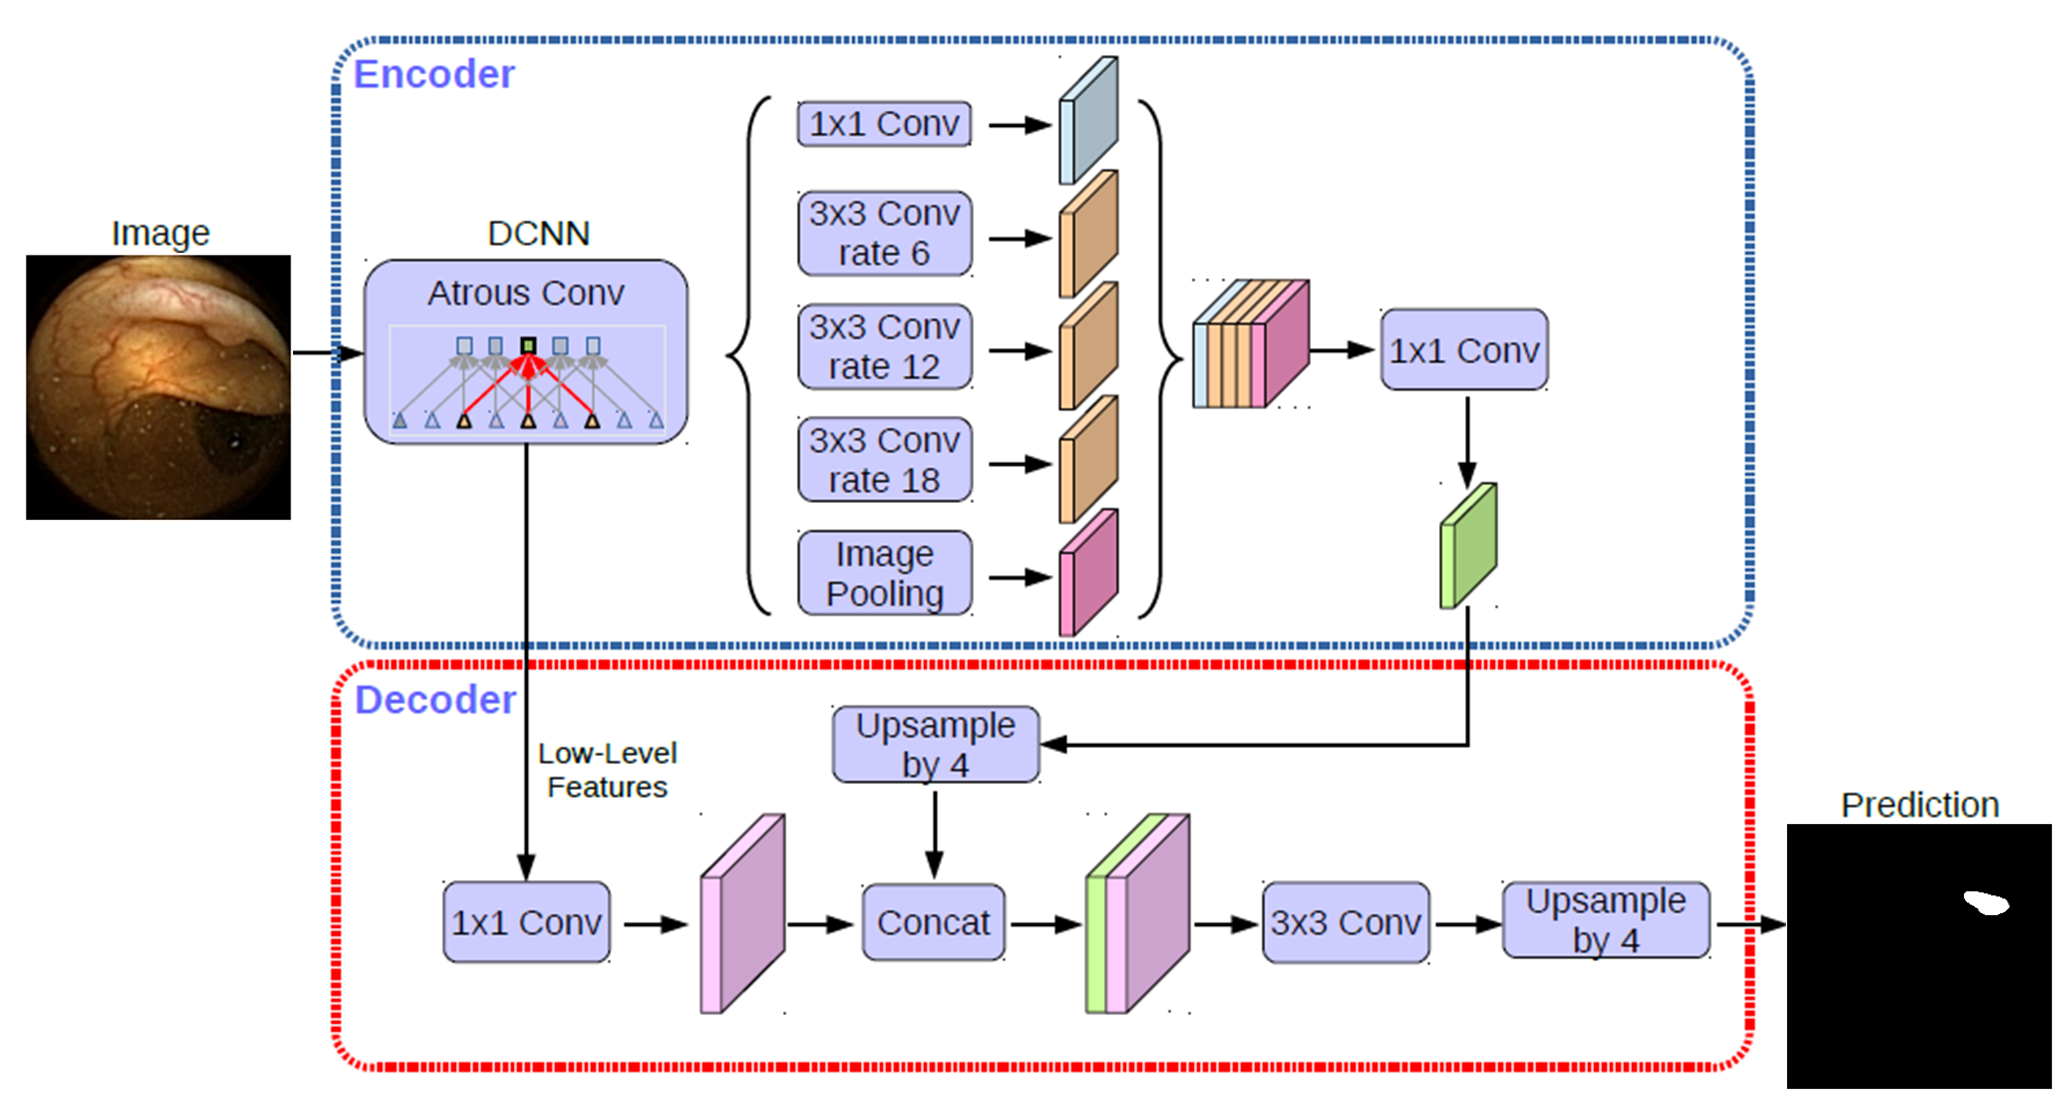 Encoder
Image
DCNN
Atrous Conv
1x1 Conv
3x3 Conv
rate 6
3x3 Conv
rate 12
3x3 Conv
rate 18
Image
Pooling
1x1 Conv
Decoder
Low-Level
Features
Upsample
by 4
1x1 Conv
Concat
3x3 Conv
Upsample
by 4
Prediction